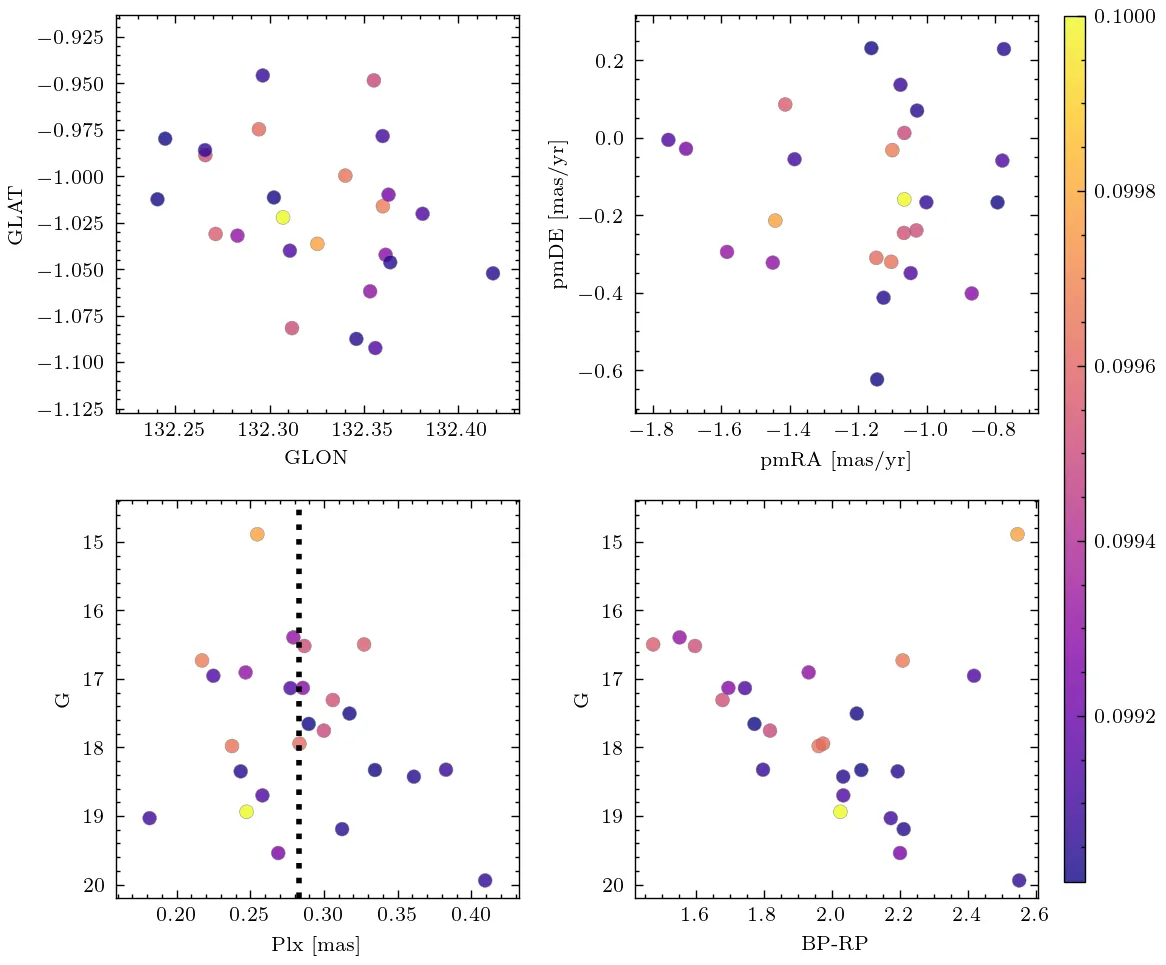 −0.925
−0.950
−0.975
−1.000
−1.025
−1.050
−1.075
−1.100
−1.125
GLAT
132.25 132.30 132.35 132.40
GLON
0.2
0.0
−0.2
−0.4
−0.6
pmDE [mas/yr]
−1.8 −1.6 −1.4 −1.2 −1.0 −0.8
pmRA [mas/yr]
15
16
17
18
19
20
G
0.20 0.25 0.30 0.35 0.40
Plx [mas]
15
16
17
18
19
20
G
1.6 1.8 2.0 2.2 2.4 2.6
BP-RP
0.1000
0.0998
0.0996
0.0994
0.0992